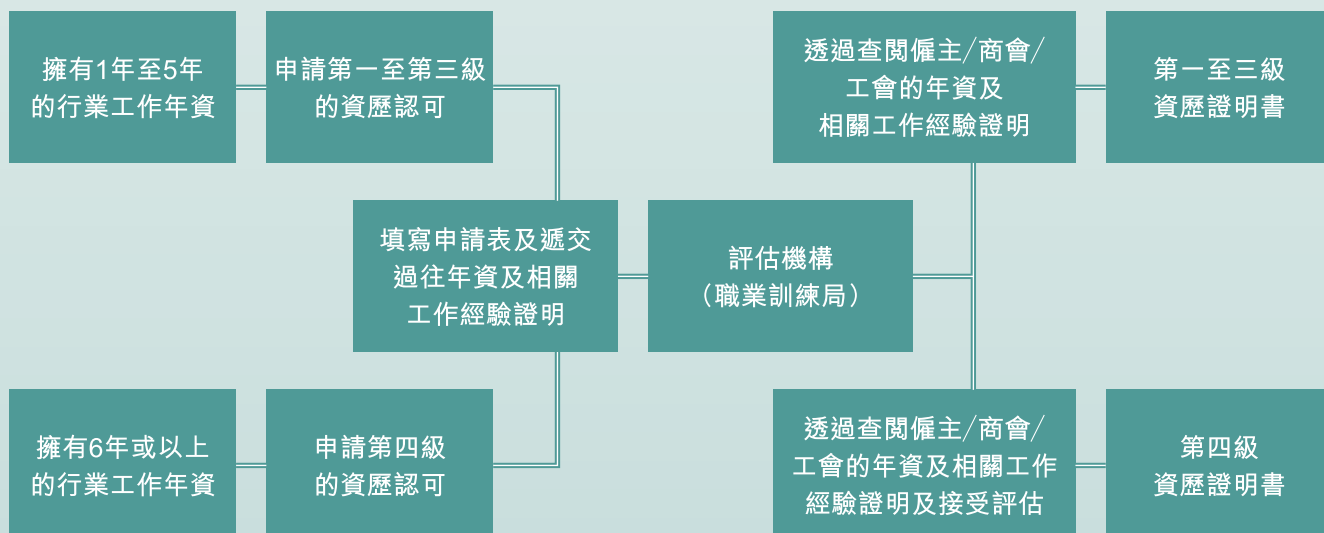 擁有1年至5年
的行業工作年資
申請第一至第三級
的資歷認可
透過查閱僱主/商會/
工會的年資及
相關工作經驗證明
第一至三級
資歷證明書
填寫申請表及遞交
過往年資及相關
工作經驗證明
評估機構
（職業訓練局）
擁有6年或以上
的行業工作年資
申請第四級
的資歷認可
透過查閱僱主/商會/
工會的年資及相關工作
經驗證明及接受評估
第四級
資歷證明書